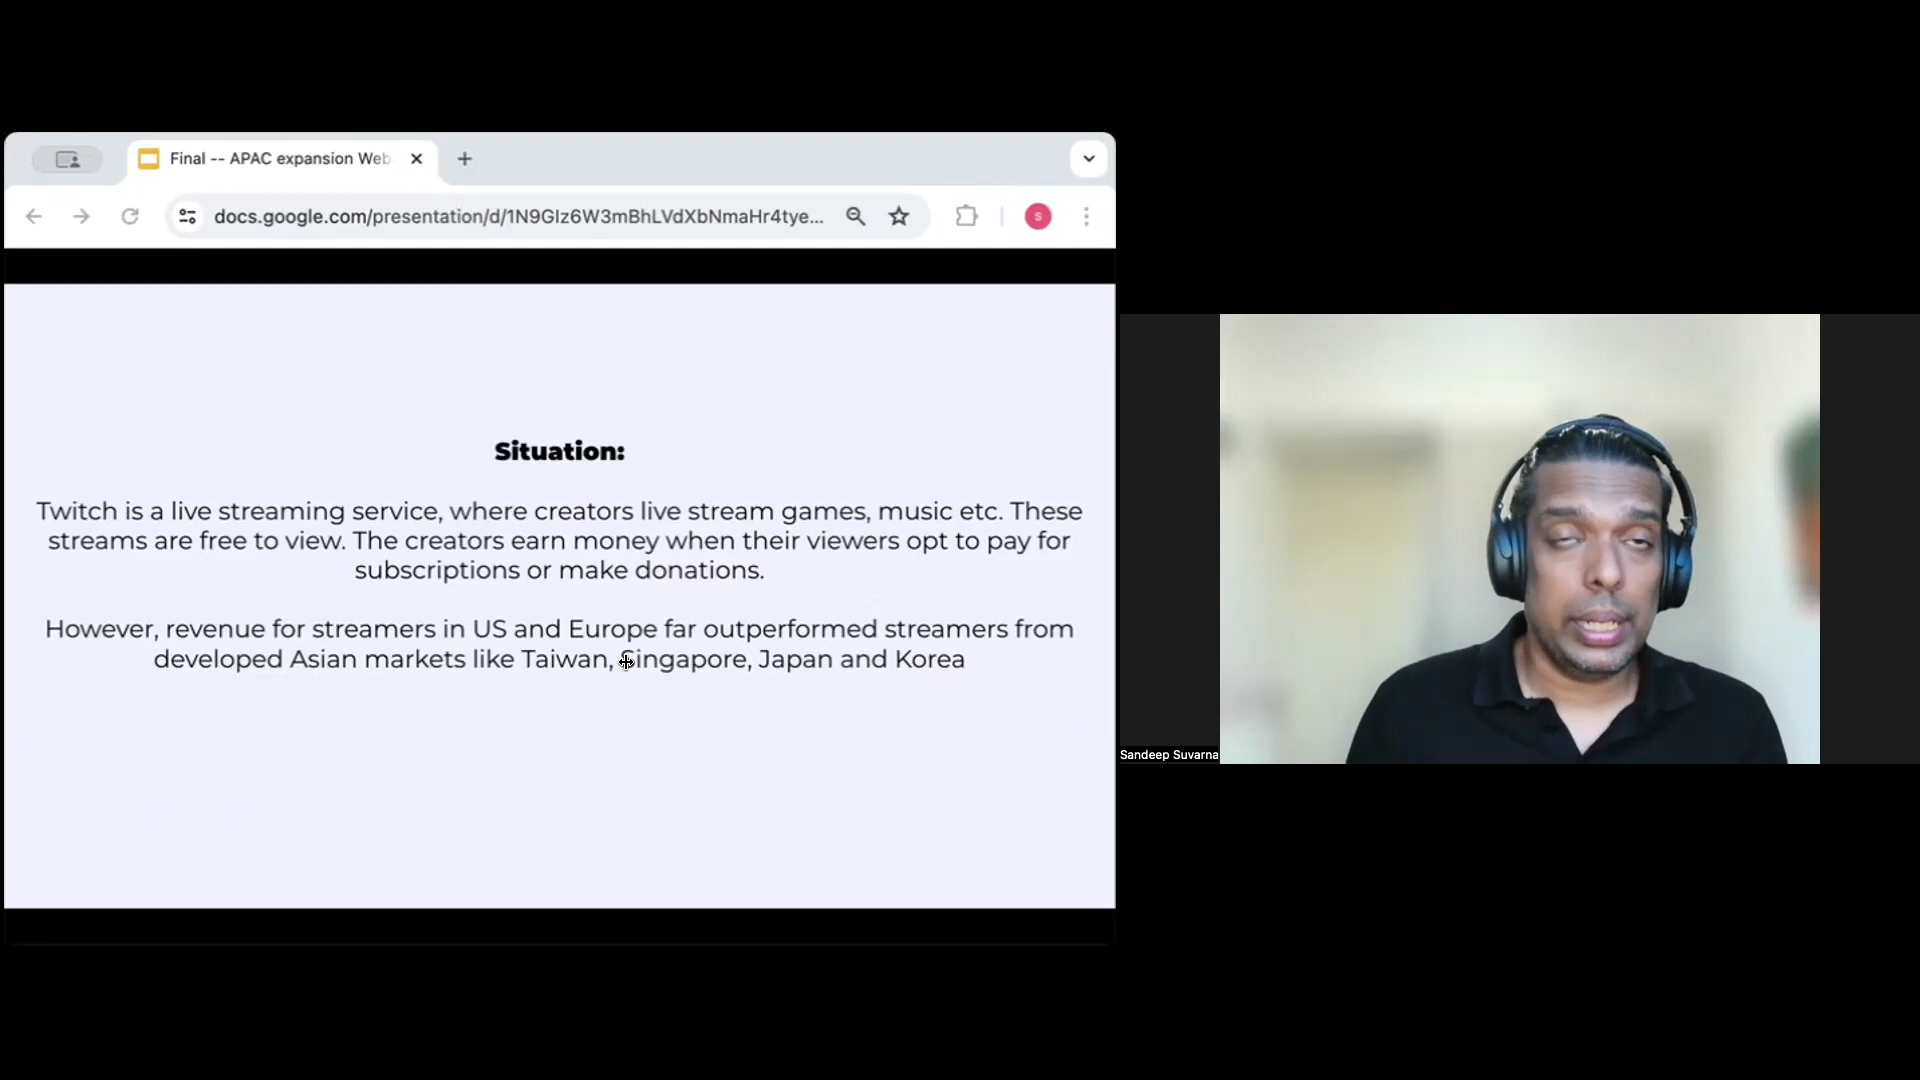 Final -- APAC expansion Web
docs.google.com/presentation/d/1N9GIz6W3mBhLVdXbNmaHr4tye...
S
Situation:
Twitch is a live streaming service, where creators live stream games, music etc. These
streams are free to view. The creators earn money when their viewers opt to pay for
subscriptions or make donations.
However, revenue for streamers in US and Europe far outperformed streamers from
developed Asian markets like Taiwan, Singapore, Japan and Korea
Sandeep Suvarna